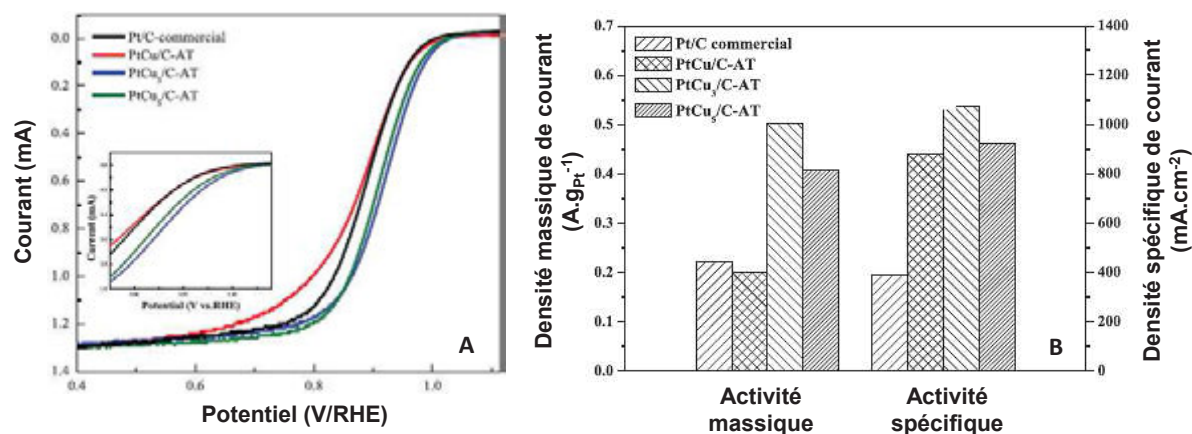 A
Courant (mA)
0.0
0.2
0.4
0.6
0.8
1.0
1.2
1.4
Pt/C-commercial
PtCu/C-AT
PtCu₃/C-AT
PtCu₅/C-AT
Current (mA)
Potential (V vs.RHE)
A
0.4
0.6
0.8
1.0
Potentiel (V/RHE)
B
Densité massique de courant
(A.gPt⁻¹)
0.7
0.6
0.5
0.4
0.3
0.2
0.1
0.0
Pt/C commercial
PtCu/C-AT
PtCu₃/C-AT
PtCu₅/C-AT
B
1400
1200
1000
800
600
400
200
0
Densité spécifique de courant
(mA.cm⁻²)
Activité
massique
Activité
spécifique